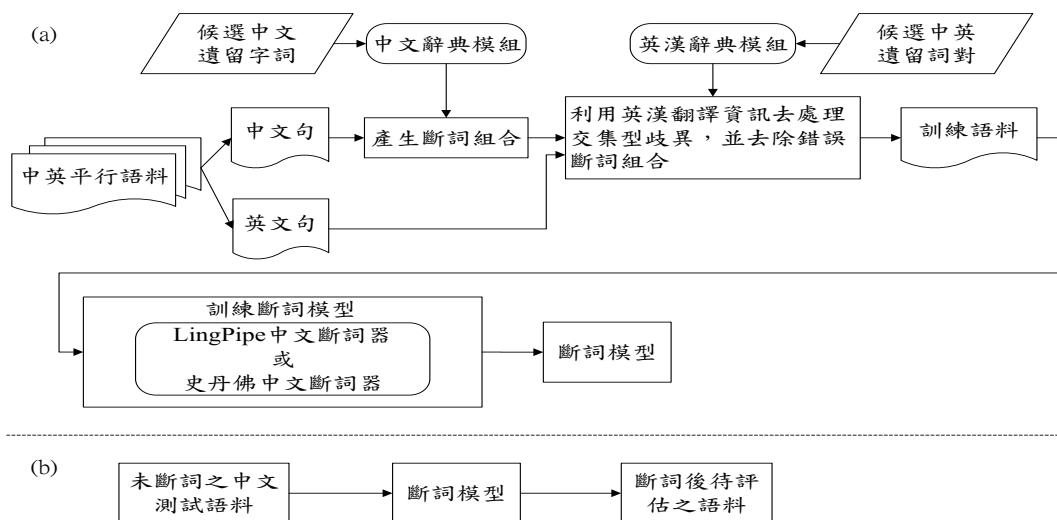 (a)
候選中文
遺留字詞
中文辭典模組
英漢辭典模組
候選中英
遺留詞對
中英平行語料
中文句
產生斷詞組合
利用英漢翻譯資訊去處理
交集型歧異，並去除錯誤
斷詞組合
訓練語料
英文句
訓練斷詞模型
LingPipe中文斷詞器
或
史丹佛中文斷詞器
斷詞模型
(b)
未斷詞之中文
測試語料
斷詞模型
斷詞後待評
估之語料